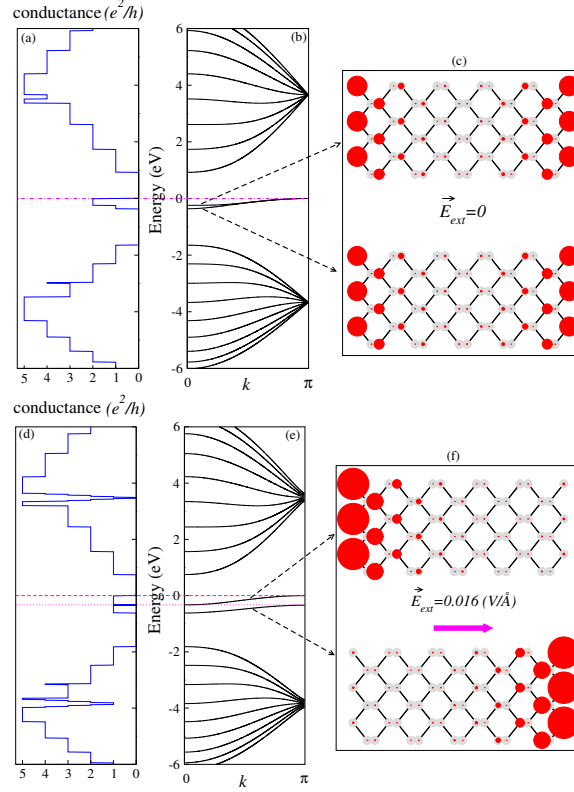 conductance (e²/h)
(a)
(b)
(c)
6
4
2
0
-2
-4
-6
Energy (eV)
5 4 3 2 1 0
0 k π
E_ext=0
conductance (e²/h)
(d)
(e)
(f)
6
4
2
0
-2
-4
-6
Energy (eV)
5 4 3 2 1 0
0 k π
E_ext=0.016 (V/Å)